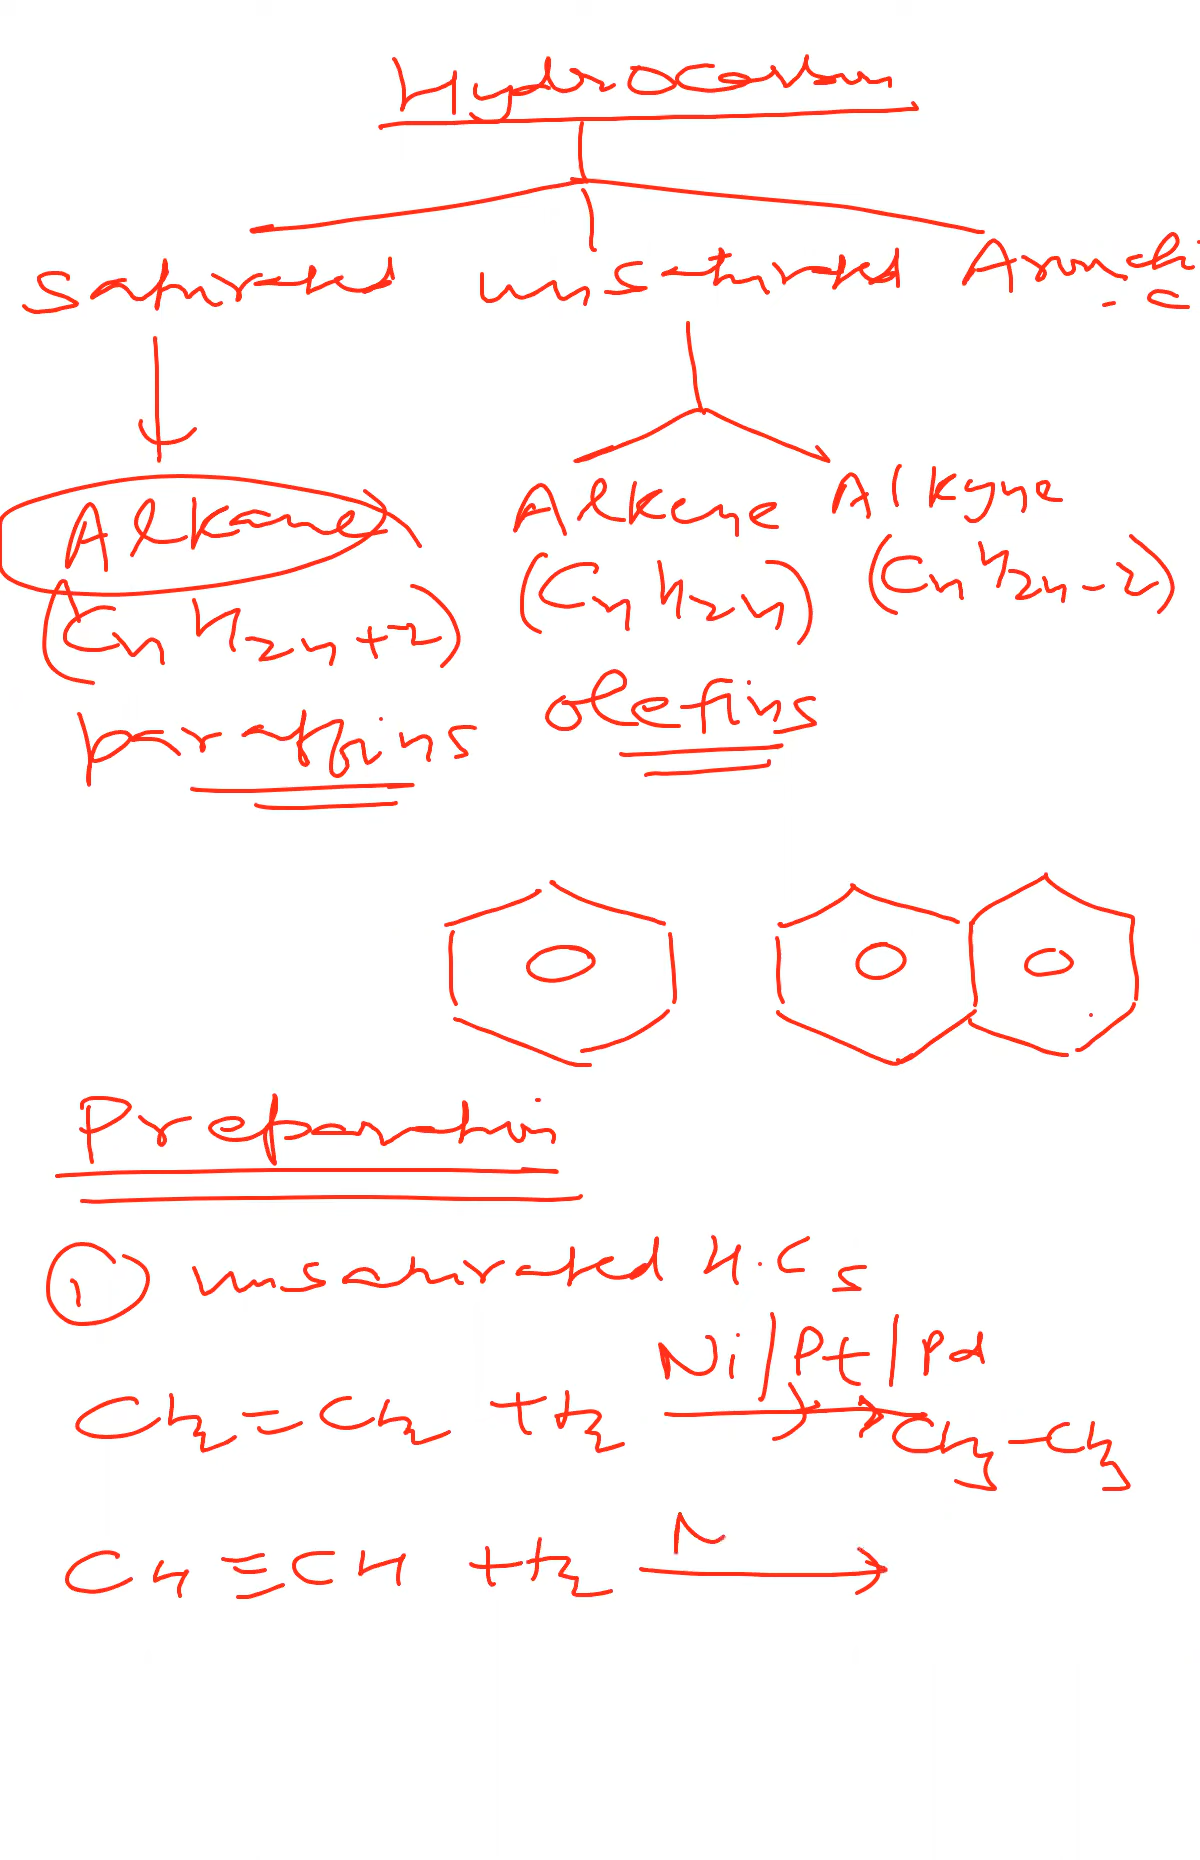 Hydrocarbon
Saturated unsaturated Aromatic
Alkane Alkene Alkyne
(CnH2n+2) (CnH2n) (CnH2n-2)
paraffins olefins
Preparation
1 unsaturated H.Cs
Ni/Pt/Pd
CH2=CH2 +H2 → CH3-CH3
N
CH≡CH +H2 →